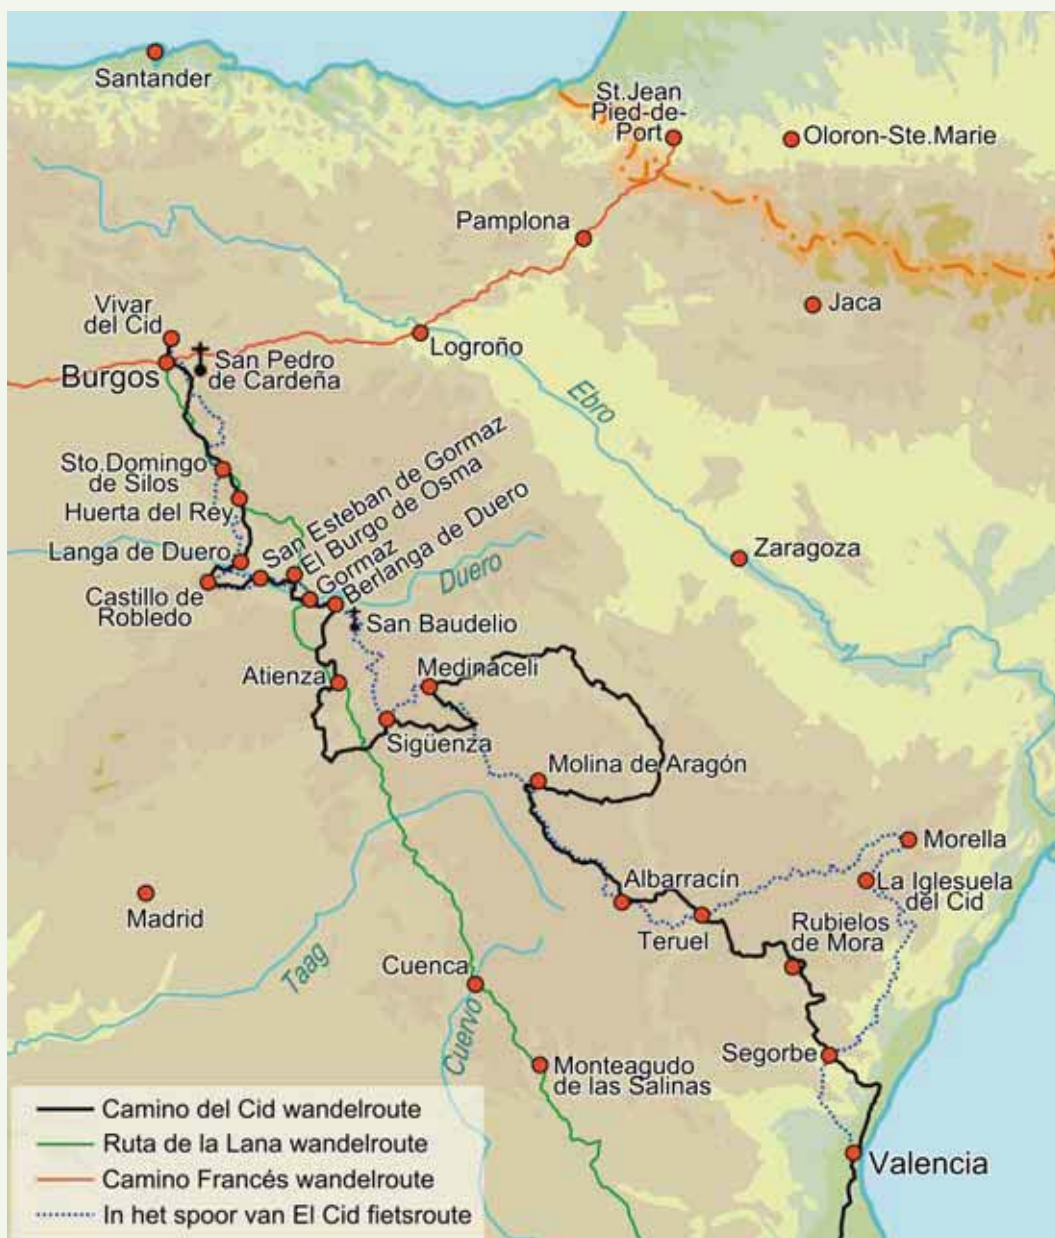 Santander
St.Jean
Pied-de-
Port
Oloron-Ste.Marie
Pamplona
Jaca
Vivar
del Cid
Logroño
San Pedro
de Cardeña
Burgos
Ebro
San Esteban de Gormaz
El Burgo de Osma
Gormaz
Berlanga de Duero
Sto.Domingo
de Silos
Huerta del Rey
Langa de Duero
Zaragoza
Duero
Castillo de
Robledo
San Baudelio
Atienza
Medinaceli
Sigüenza
Molina de Aragón
Morella
Albarracín
La Iglesuela
del Cid
Madrid
Teruel
Rubielos
de Mora
Taag
Cuenca
Cuervo
Segorbe
Monteagudo
de las Salinas
Valencia
Camino del Cid wandelroute
Ruta de la Lana wandelroute
Camino Francés wandelroute
In het spoor van El Cid fietsroute